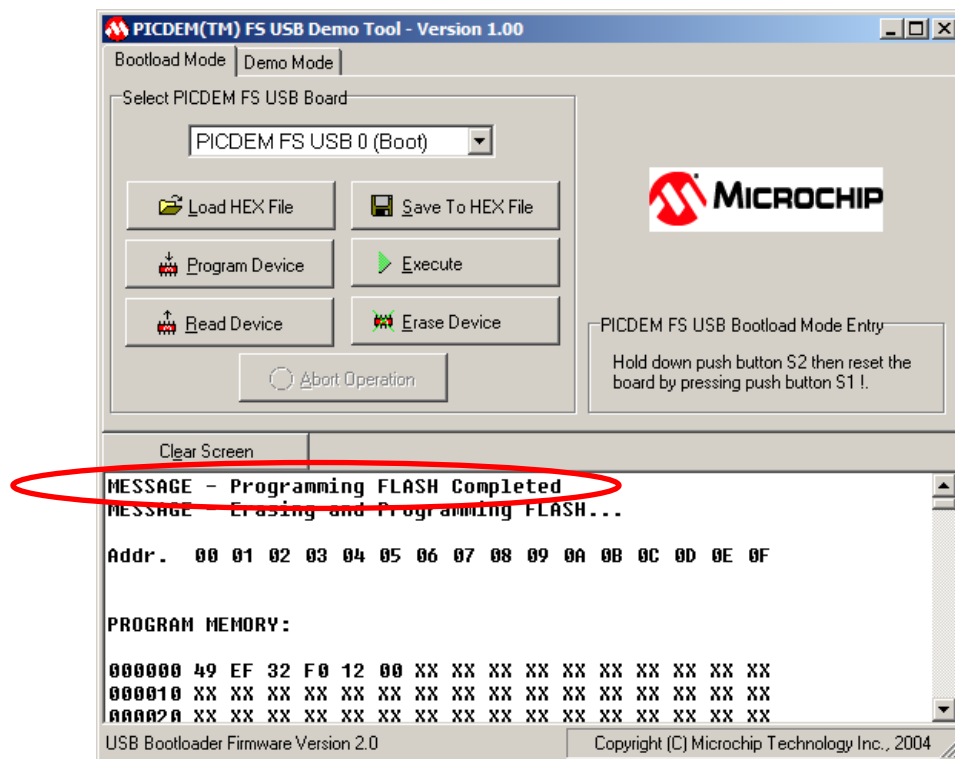 PICDEM(TM) FS USB Demo Tool - Version 1.00
Bootload Mode
Demo Mode
Select PICDEM FS USB Board
PICDEM FS USB 0 (Boot)
Load HEX File
Save To HEX File
Program Device
Execute
Read Device
Erase Device
Abort Operation
MICROCHIP
PICDEM FS USB Bootload Mode Entry
Hold down push button S2 then reset the
board by pressing push button S1 !.
Clear Screen
MESSAGE - Programming FLASH Completed
MESSAGE - Erasing and Programming FLASH...
Addr. 00 01 02 03 04 05 06 07 08 09 0A 0B 0C 0D 0E 0F
PROGRAM MEMORY:
000000 49 EF 32 F0 12 00 XX XX XX XX XX XX XX XX XX XX
000010 XX XX XX XX XX XX XX XX XX XX XX XX XX XX XX XX
000020 XX XX XX XX XX XX XX XX XX XX XX XX XX XX XX XX
USB Bootloader Firmware Version 2.0
Copyright (C) Microchip Technology Inc., 2004